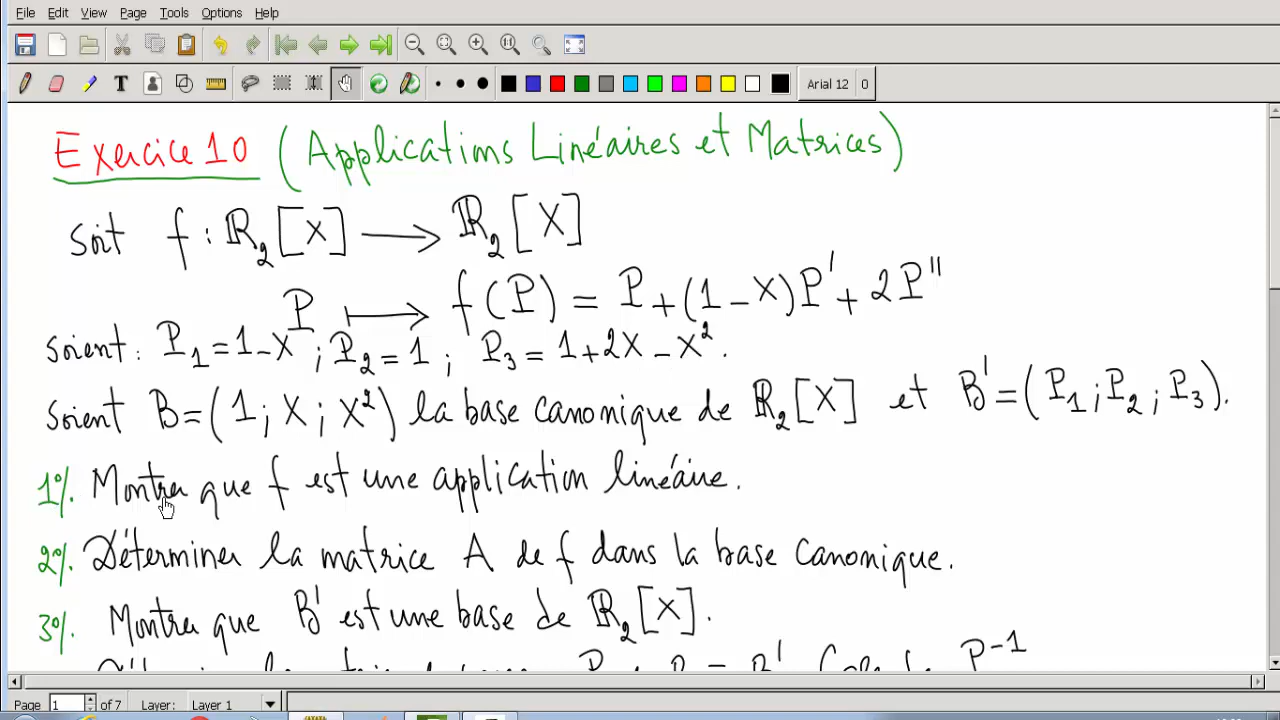 File Edit View Page Tools Options Help
Arial 12 0
Exercice 10 (Applications Linéaires et Matrices)
soit f : ℝ₂[X] ⟶ ℝ₂[X]
P ⟼ f(P) = P + (1 - X)P' + 2P''
soient : P₁ = 1 - X ; P₂ = 1 ; P₃ = 1 + 2X - X².
soient B = (1 ; X ; X²) la base canonique de ℝ₂[X] et B' = (P₁ ; P₂ ; P₃).
1°/. Montrer que f est une application linéaire.
2°/. Déterminer la matrice A de f dans la base canonique.
3°/. Montrer que B' est une base de ℝ₂[X].
P⁻¹
Page 1 of 7 Layer: Layer 1